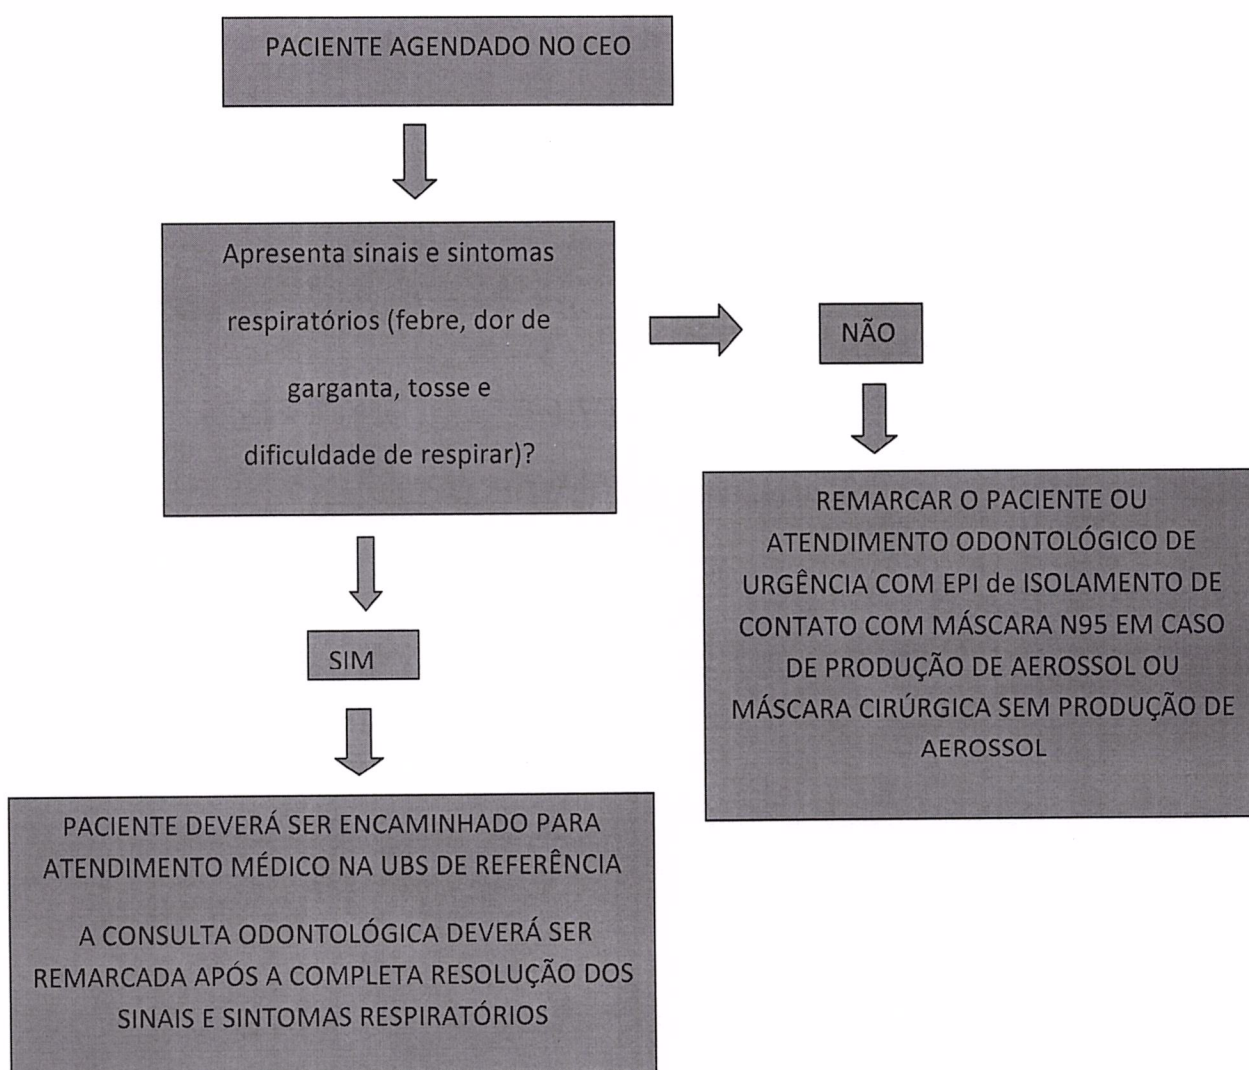 PACIENTE AGENDADO NO CEO
Apresenta sinais e sintomas
respiratórios (febre, dor de
garganta, tosse e
dificuldade de respirar)?
NÃO
REMARCAR O PACIENTE OU
ATENDIMENTO ODONTOLÓGICO DE
URGÊNCIA COM EPI de ISOLAMENTO DE
CONTATO COM MÁSCARA N95 EM CASO
DE PRODUÇÃO DE AEROSSOL OU
MÁSCARA CIRÚRGICA SEM PRODUÇÃO DE
AEROSSOL
SIM
PACIENTE DEVERÁ SER ENCAMINHADO PARA
ATENDIMENTO MÉDICO NA UBS DE REFERÊNCIA
A CONSULTA ODONTOLÓGICA DEVERÁ SER
REMARCADA APÓS A COMPLETA RESOLUÇÃO DOS
SINAIS E SINTOMAS RESPIRATÓRIOS